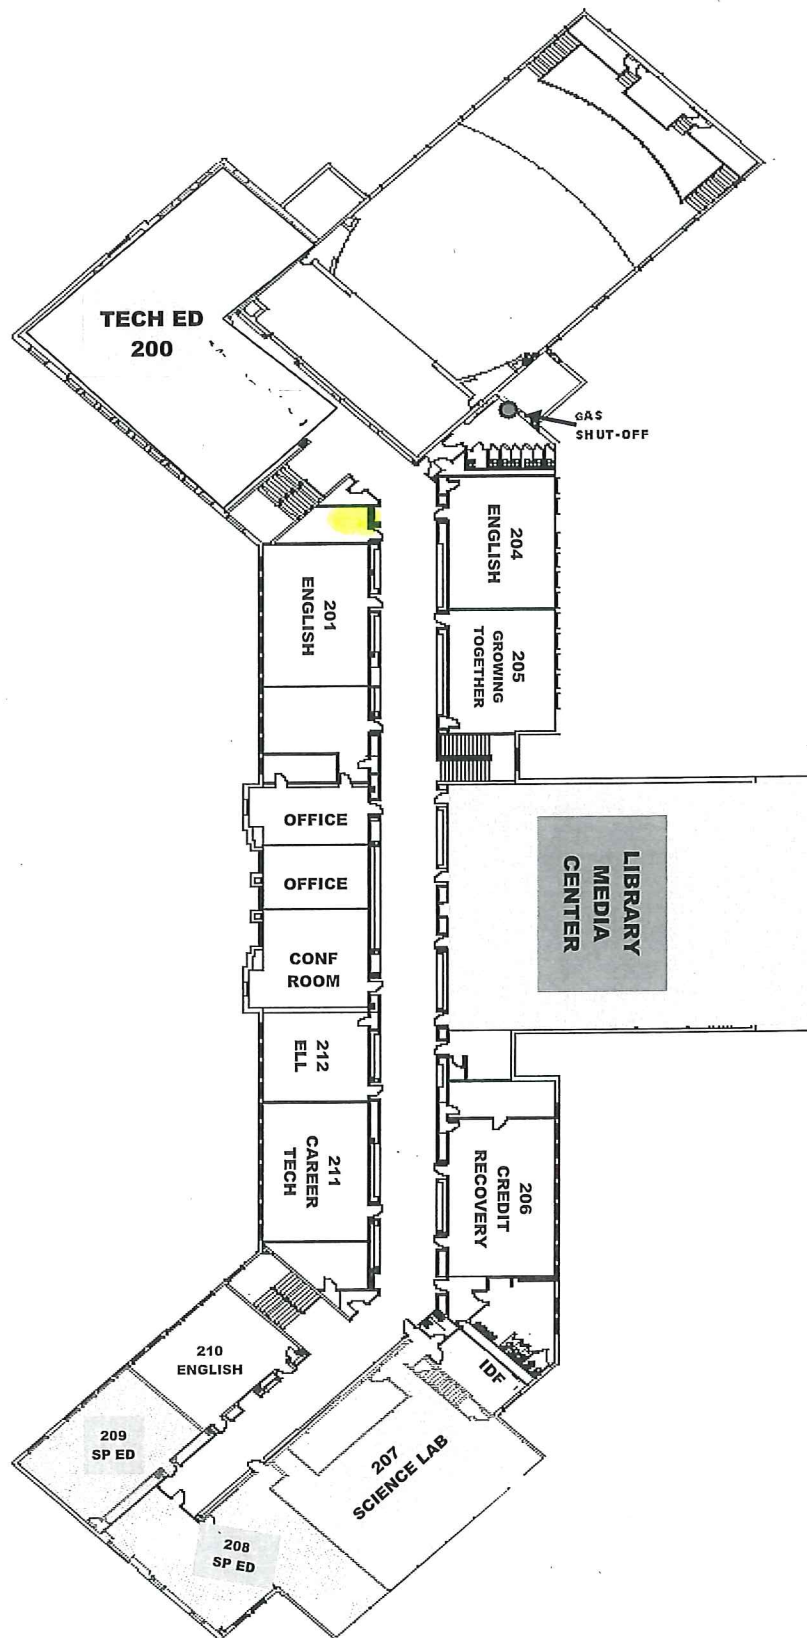 TECH ED
200
GAS
SHUT-OFF
204
ENGLISH
201
ENGLISH
205
GROWING
TOGETHER
OFFICE
OFFICE
LIBRARY
MEDIA
CENTER
CONF
ROOM
212
ELL
211
CAREER
TECH
206
CREDIT
RECOVERY
210
ENGLISH
IDF
209
SP ED
207
SCIENCE LAB
208
SP ED